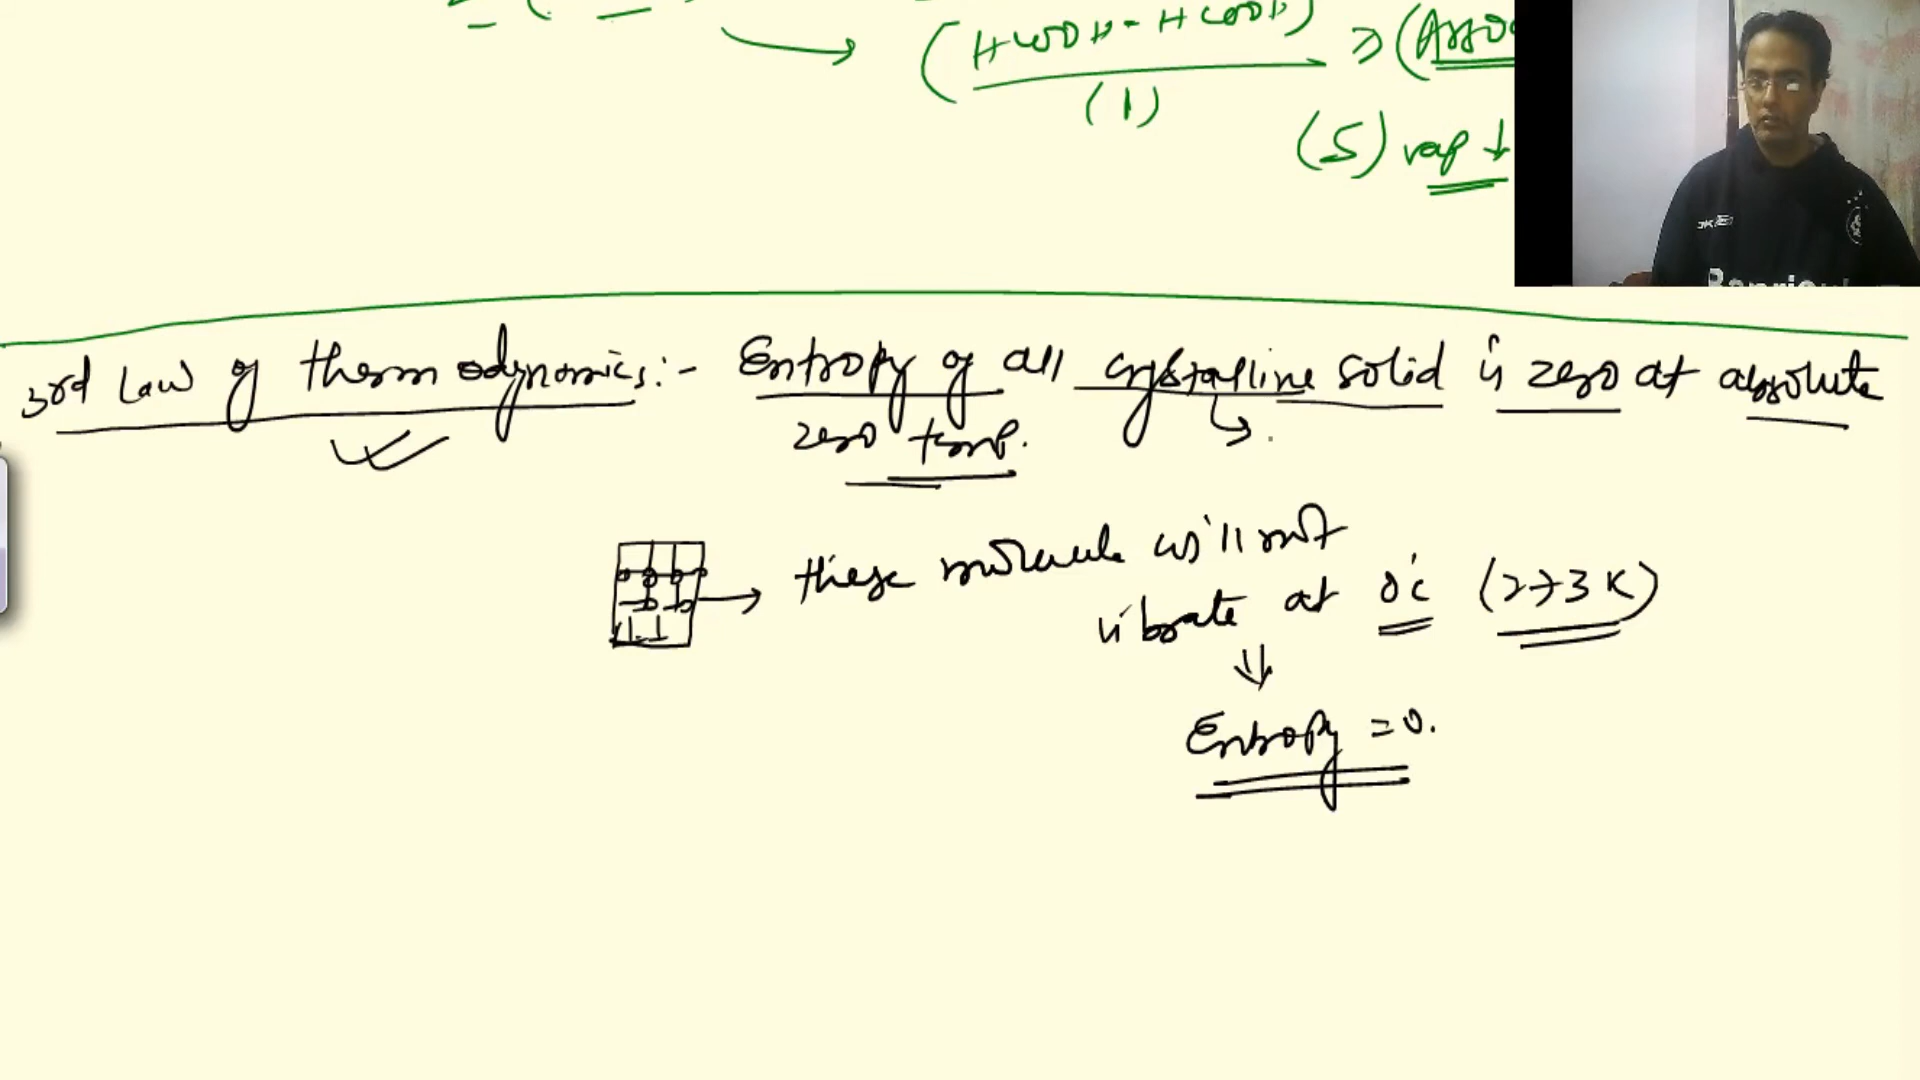 (HCOOH - HCOOH)
(1)
(S) vap ↓
3rd Law of thermodynamics:- Entropy of all crystalline solid is zero at absolute
zero temp.
these molecule will not
vibrate at 0°C (273 K)
Entropy = 0.